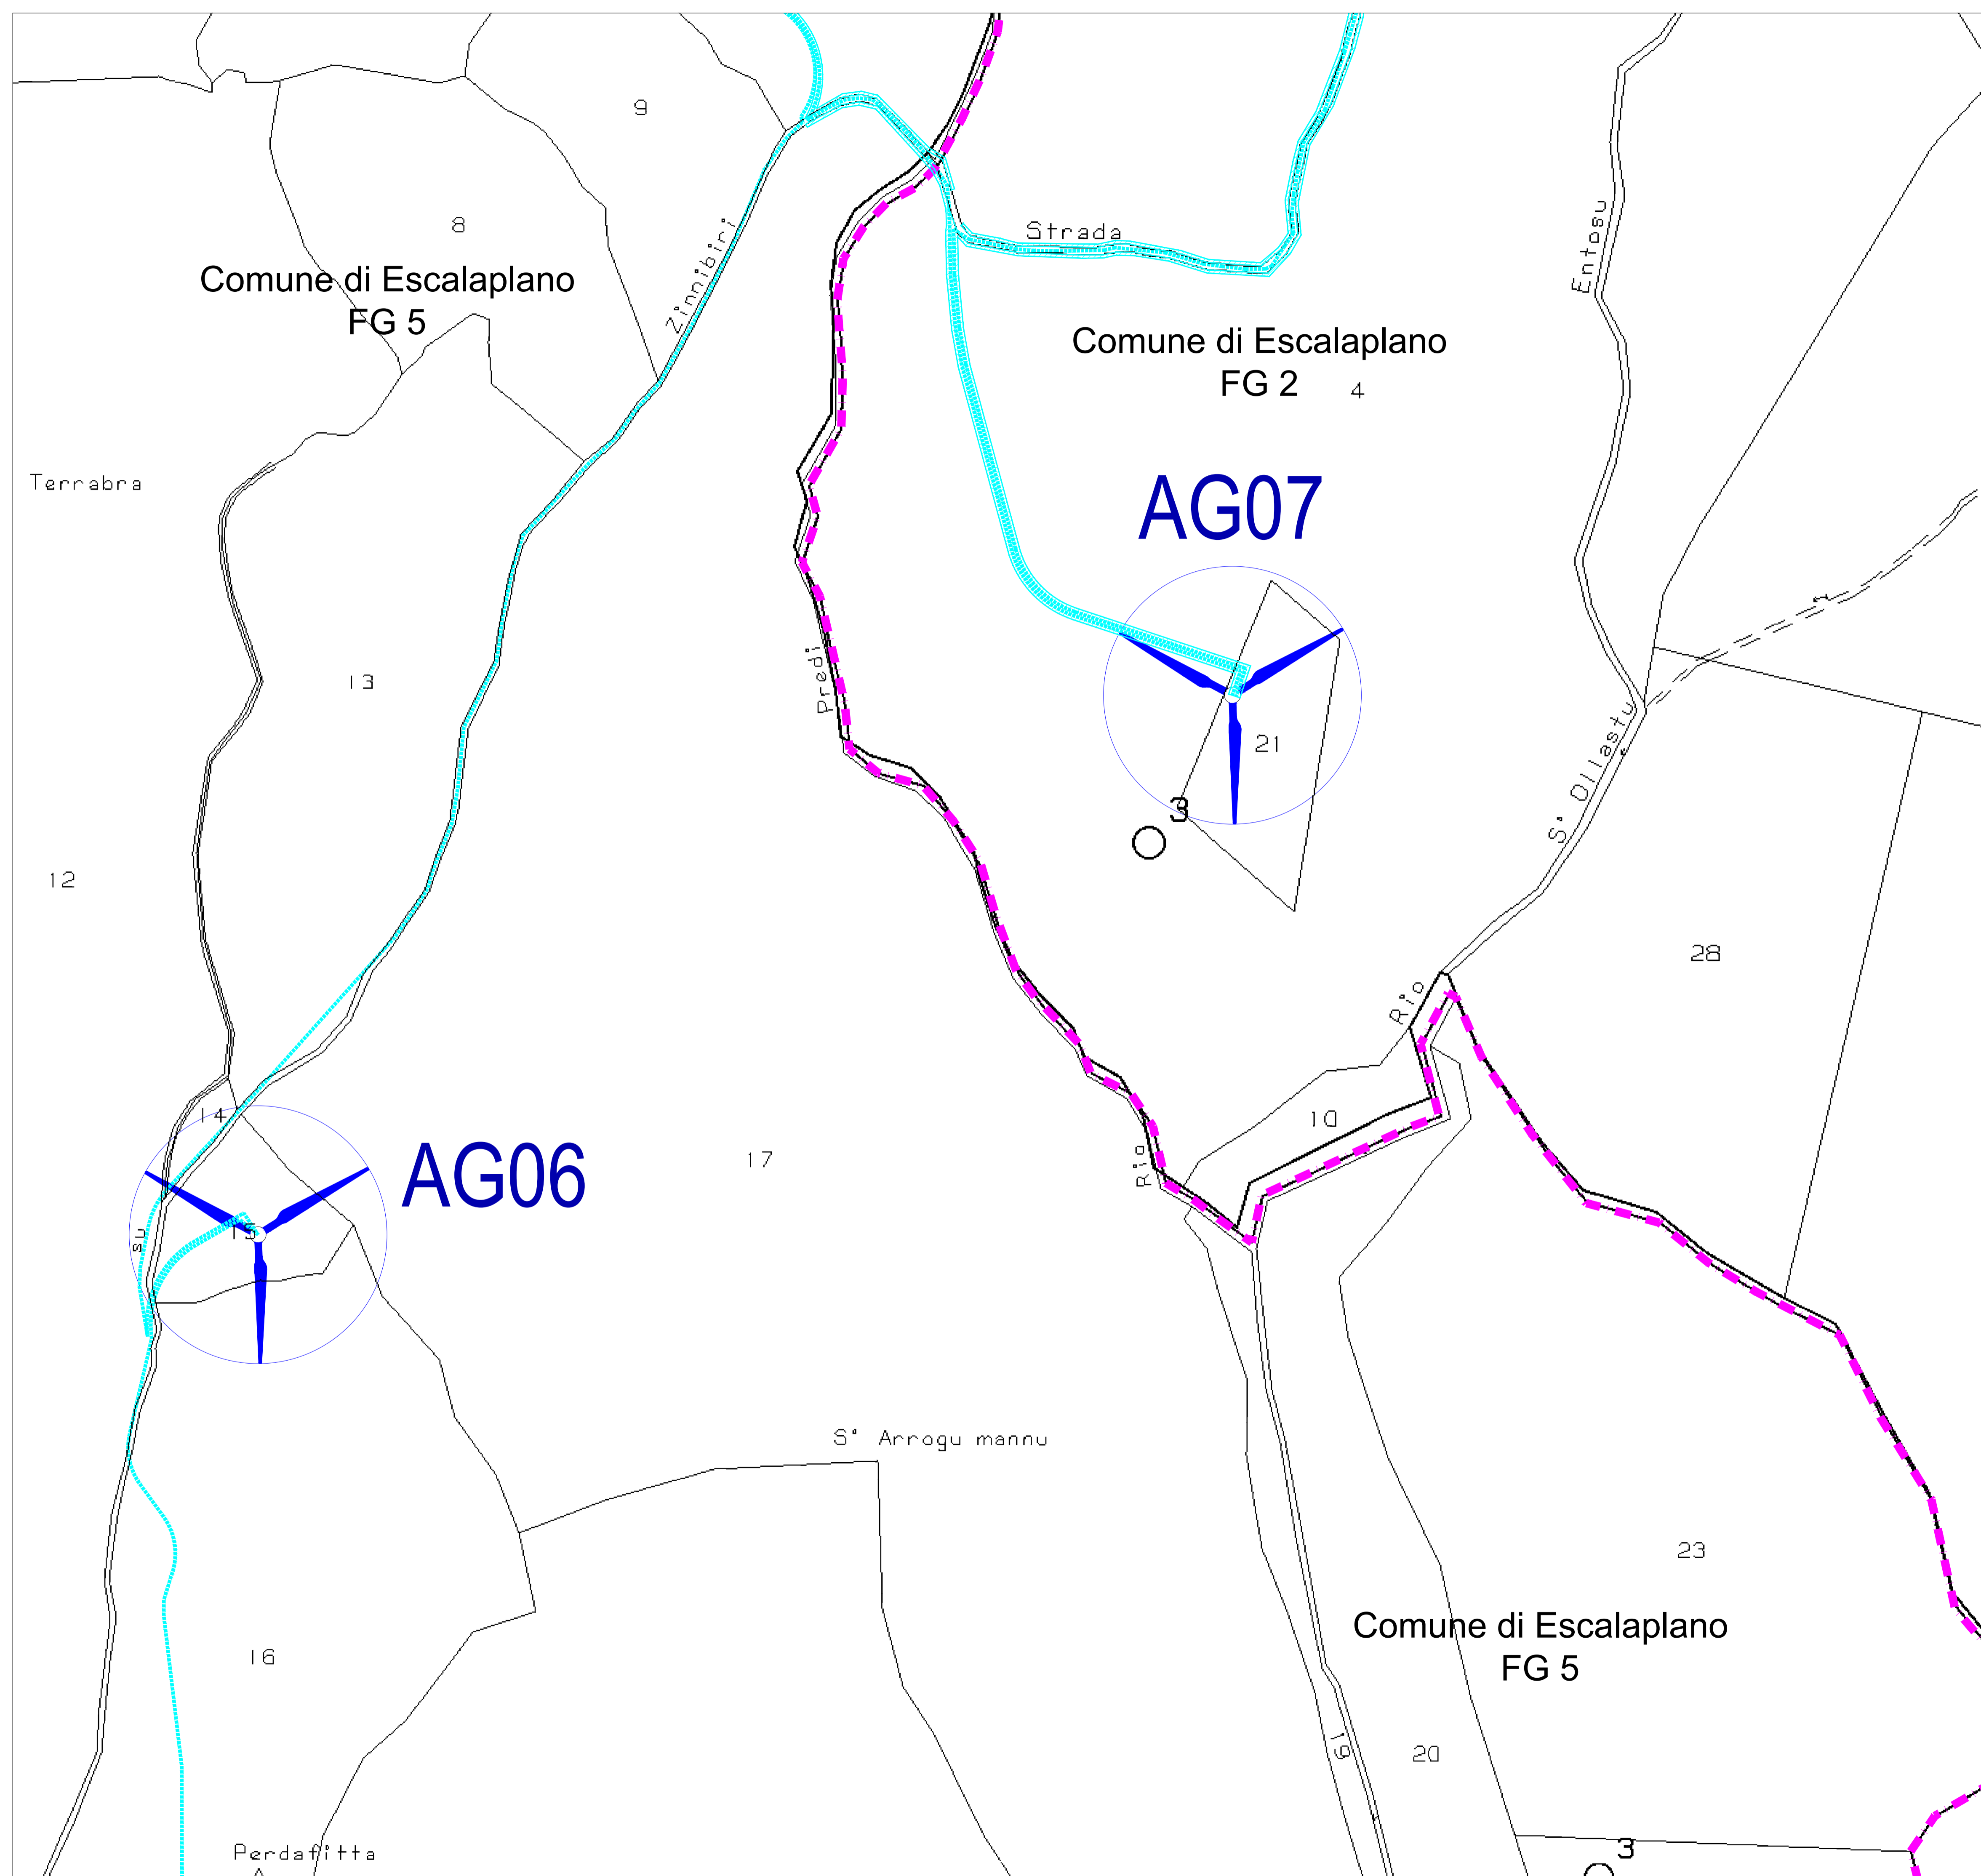 9
8
Strada
Entosu
Zinnibiri
Comune di Escalaplano
FG 5
Comune di Escalaplano
FG 2
4
Terrabra
AG07
13
Predi
21
S' Ollastu
3
12
28
Rio
10
14
AG06
17
Rio
15
su
S' Arrogu mannu
23
Comune di Escalaplano
FG 5
16
19
20
Perdafitta
3